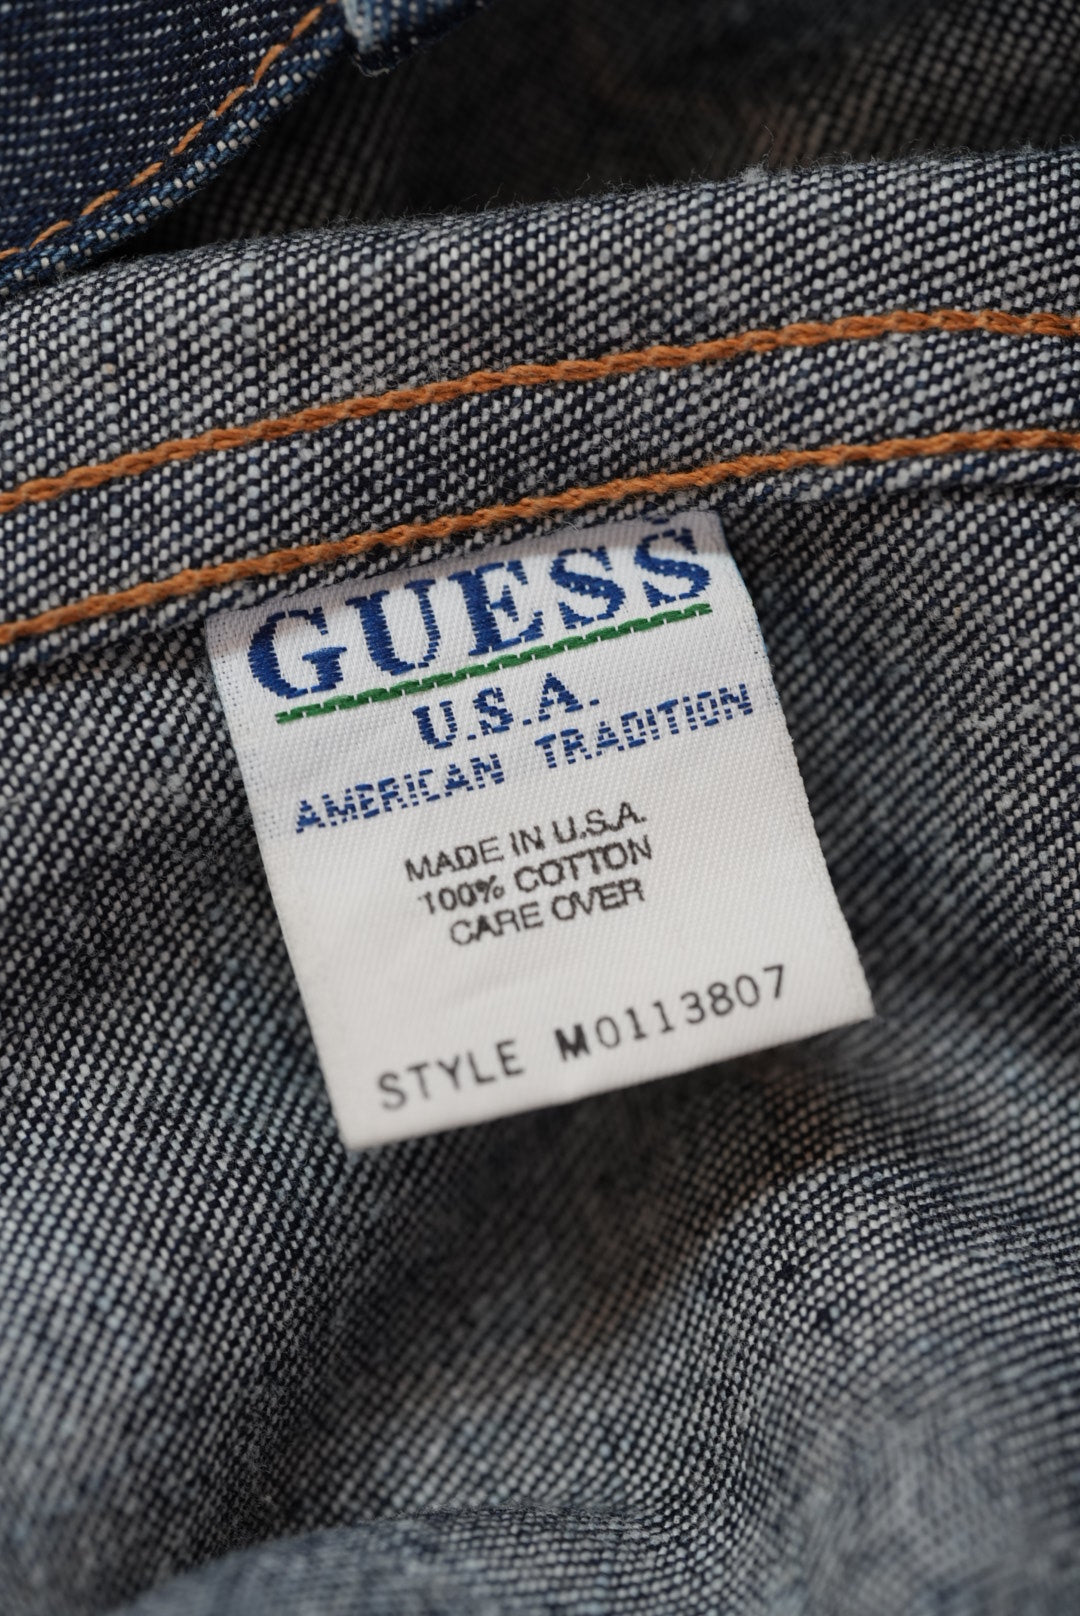 GUESS
U.S.A.
AMERICAN TRADITION
MADE IN U.S.A.
100% COTTON
CARE OVER
STYLE M0113807